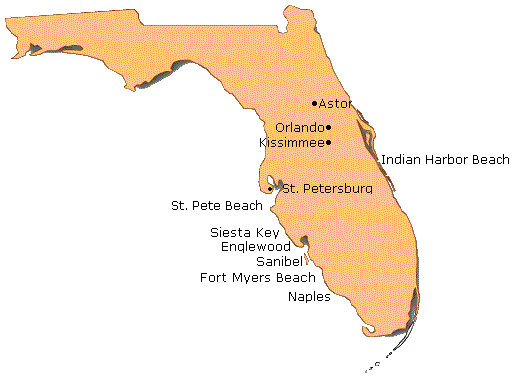 Astor
Orlando
Kissimmee
Indian Harbor Beach
St. Petersburg
St. Pete Beach
Siesta Key
Englewood
Sanibel
Fort Myers Beach
Naples